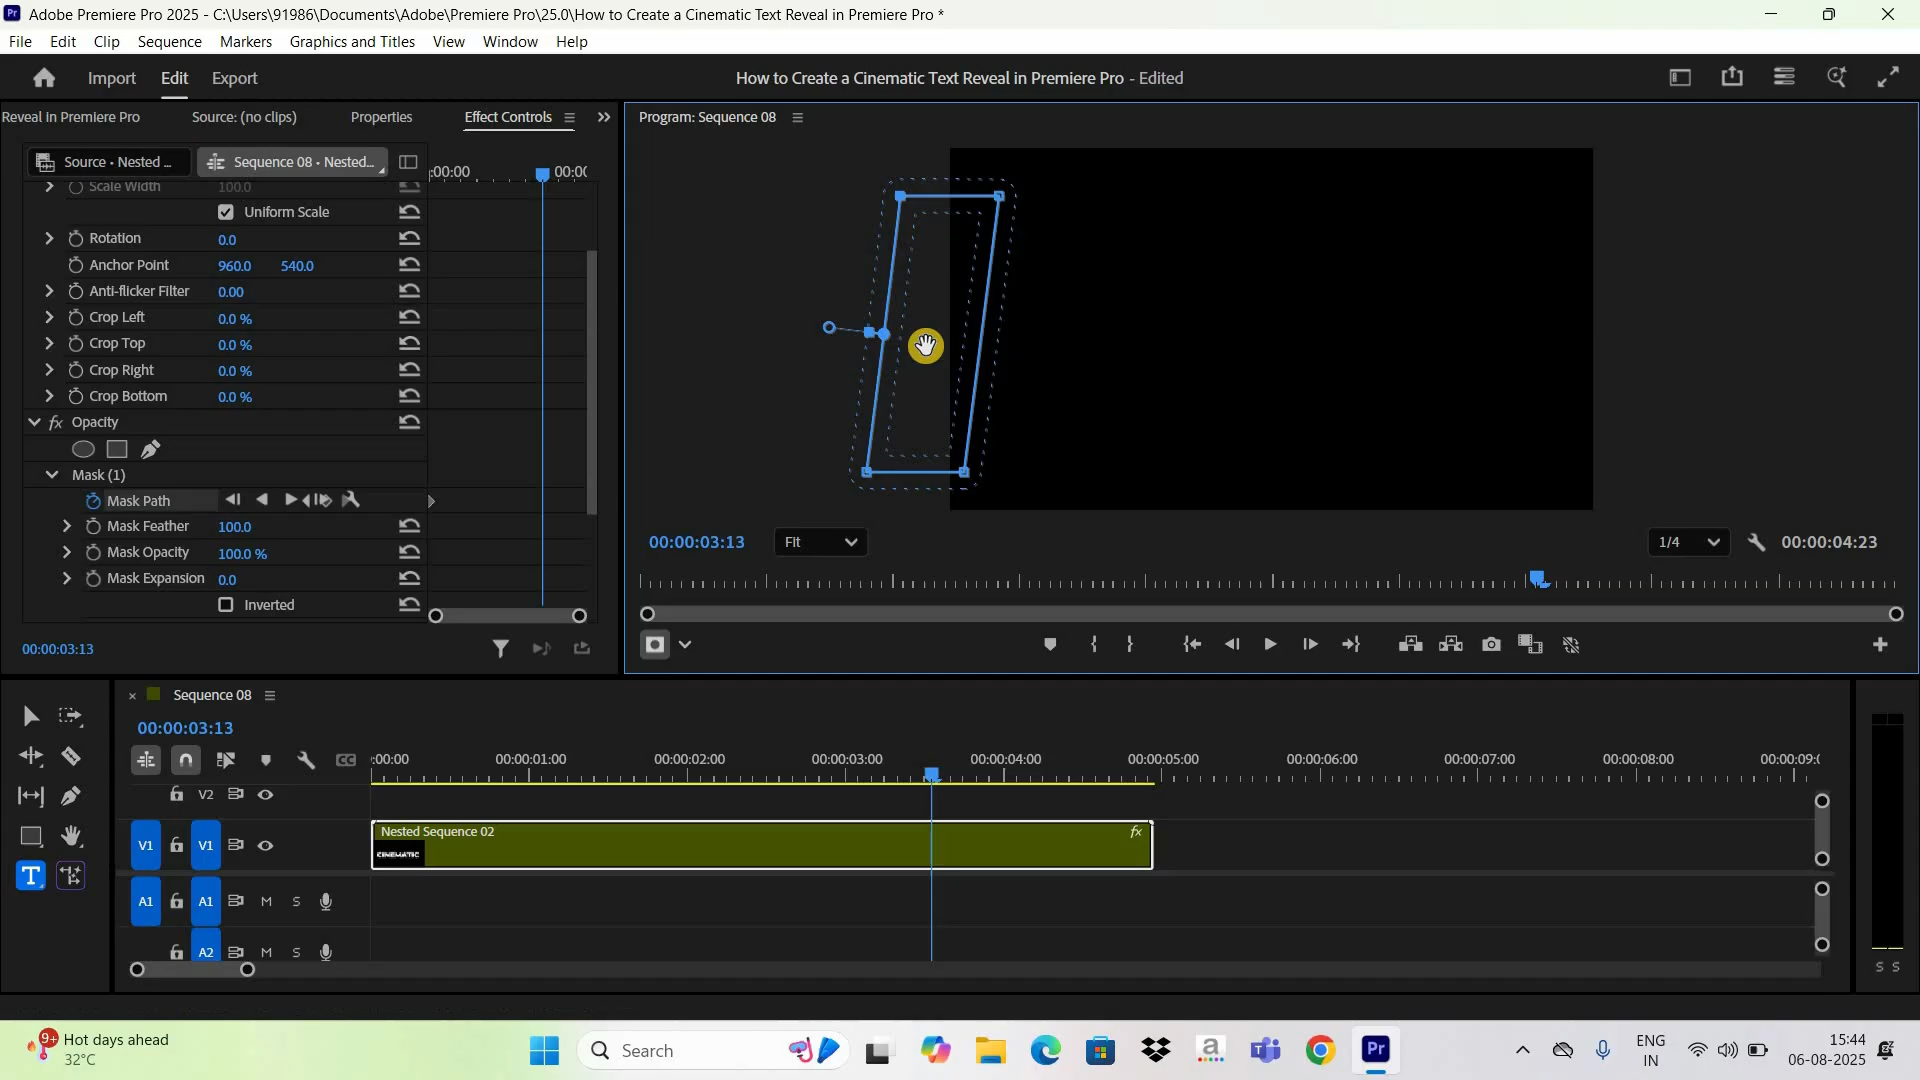 Pr Adobe Premiere Pro 2025 - C:\Users\91986\Documents\Adobe\Premiere Pro\25.0\How to Create a Cinematic Text Reveal in Premiere Pro *
File Edit Clip Sequence Markers Graphics and Titles View Window Help
Import Edit Export
How to Create a Cinematic Text Reveal in Premiere Pro - Edited
Reveal in Premiere Pro Source: (no clips) Properties Effect Controls
Program: Sequence 08
Source • Nested ... Sequence 08 • Nested... :00:00 00:0(
Scale Width 100.0
Uniform Scale
Rotation 0.0
Anchor Point 960.0 540.0
Anti-flicker Filter 0.00
Crop Left 0.0 %
Crop Top 0.0 %
Crop Right 0.0 %
Crop Bottom 0.0 %
fx Opacity
Mask (1)
Mask Path
Mask Feather 100.0
Mask Opacity 100.0 %
Mask Expansion 0.0
Inverted
00:00:03:13
00:00:03:13 Fit 1/4 00:00:04:23
× Sequence 08
00:00:03:13
:00:00 00:00:01:00 00:00:02:00 00:00:03:00 00:00:04:00 00:00:05:00 00:00:06:00 00:00:07:00 00:00:08:00 00:00:09:(
V2
Nested Sequence 02 fx
V1 V1
CINEMATIC
A1 A1 M S
A2 M S
S S
9+ Hot days ahead
32°C
Search
Pr
ENG
IN
15:44
06-08-2025